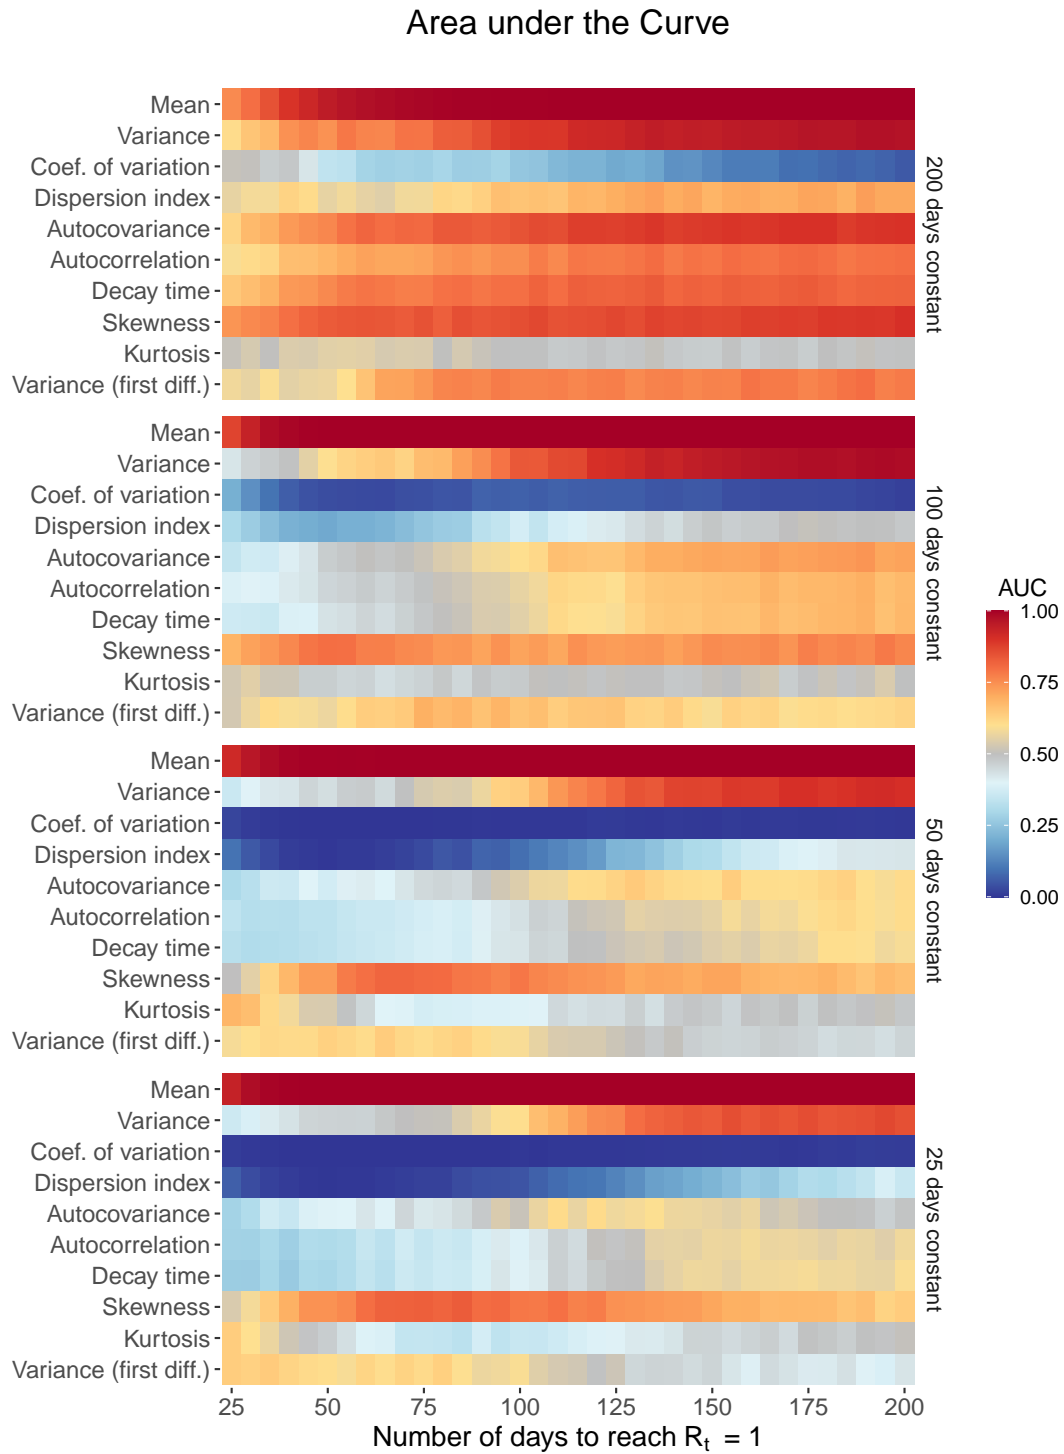 Area under the Curve
Mean
Variance
Coef. of variation
Dispersion index
Autocovariance
Autocorrelation
Decay time
Skewness
Kurtosis
Variance (first diff.)
200 days constant
Mean
Variance
Coef. of variation
Dispersion index
Autocovariance
Autocorrelation
Decay time
Skewness
Kurtosis
Variance (first diff.)
100 days constant
Mean
Variance
Coef. of variation
Dispersion index
Autocovariance
Autocorrelation
Decay time
Skewness
Kurtosis
Variance (first diff.)
50 days constant
Mean
Variance
Coef. of variation
Dispersion index
Autocovariance
Autocorrelation
Decay time
Skewness
Kurtosis
Variance (first diff.)
25 days constant
25 50 75 100 125 150 175 200
Number of days to reach R_t = 1
AUC
1.00
0.75
0.50
0.25
0.00